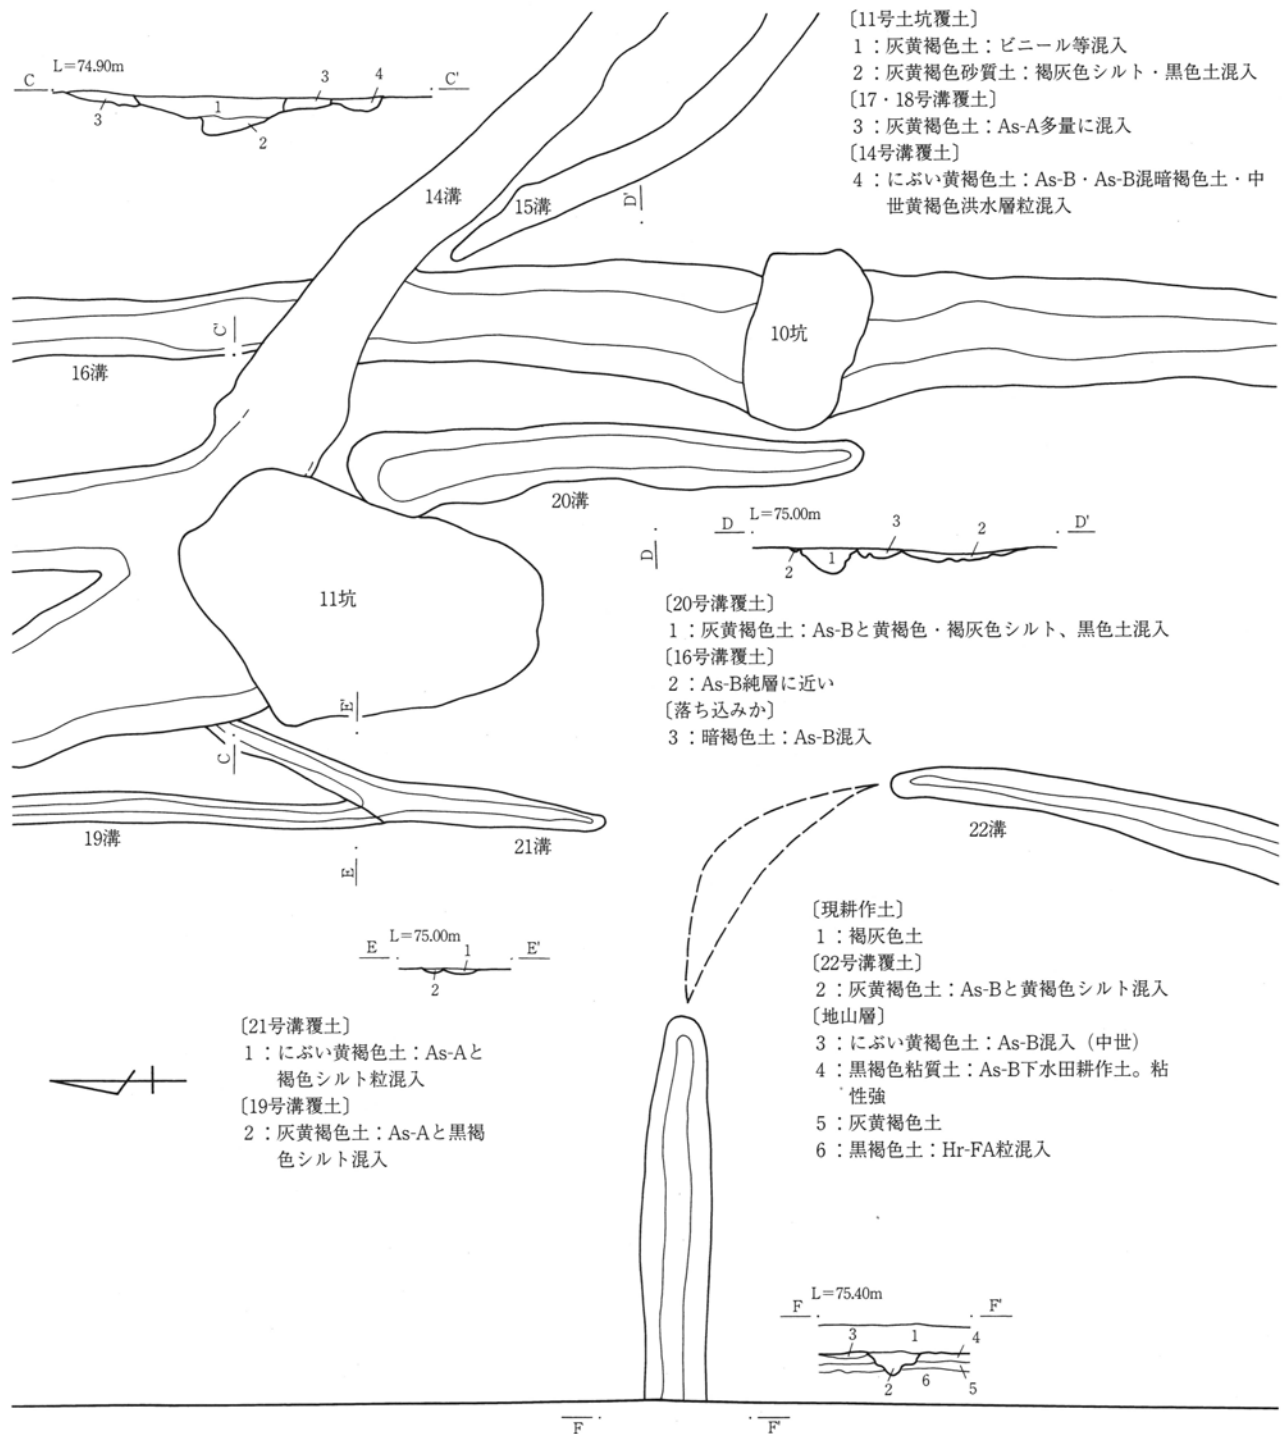 〔11号土坑覆土〕
1：灰黄褐色土：ビニール等混入
2：灰黄褐色砂質土：褐灰色シルト・黒色土混入
〔17・18号溝覆土〕
3：灰黄褐色土：As-A多量に混入
〔14号溝覆土〕
4：にぶい黄褐色土：As-B・As-B混暗褐色土・中
世黄褐色洪水層粒混入
C L=74.90m C'
3 4
1
3
2
14溝
15溝
D'
C'
10坑
16溝
20溝
D L=75.00m D'
3 2
1
2
D
11坑
〔20号溝覆土〕
1：灰黄褐色土：As-Bと黄褐色・褐灰色シルト、黒色土混入
〔16号溝覆土〕
2：As-B純層に近い
〔落ち込みか〕
3：暗褐色土：As-B混入
E'
C
19溝
21溝
22溝
E
E L=75.00m E'
1
2
〔21号溝覆土〕
1：にぶい黄褐色土：As-Aと
褐色シルト粒混入
〔19号溝覆土〕
2：灰黄褐色土：As-Aと黒褐
色シルト混入
〔現耕作土〕
1：褐灰色土
〔22号溝覆土〕
2：灰黄褐色土：As-Bと黄褐色シルト混入
〔地山層〕
3：にぶい黄褐色土：As-B混入（中世）
4：黒褐色粘質土：As-B下水田耕作土。粘
性強
5：灰黄褐色土
6：黒褐色土：Hr-FA粒混入
F L=75.40m F'
3 1 4
2 6 5
F F'